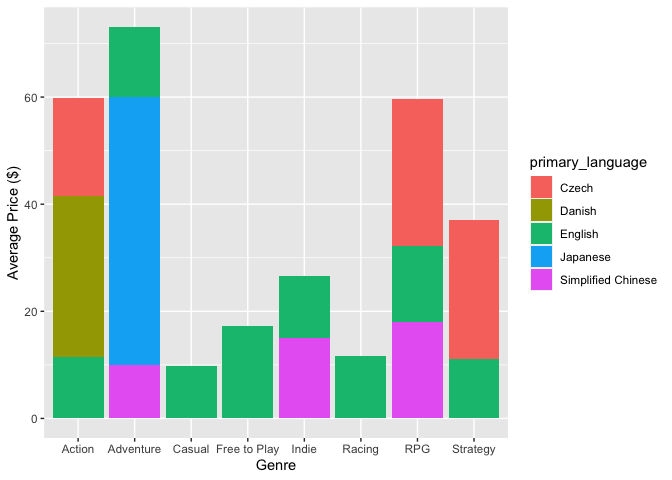 60
40
20
0
Average Price ($)
Action Adventure Casual Free to Play Indie Racing RPG Strategy
Genre
primary_language
Czech
Danish
English
Japanese
Simplified Chinese